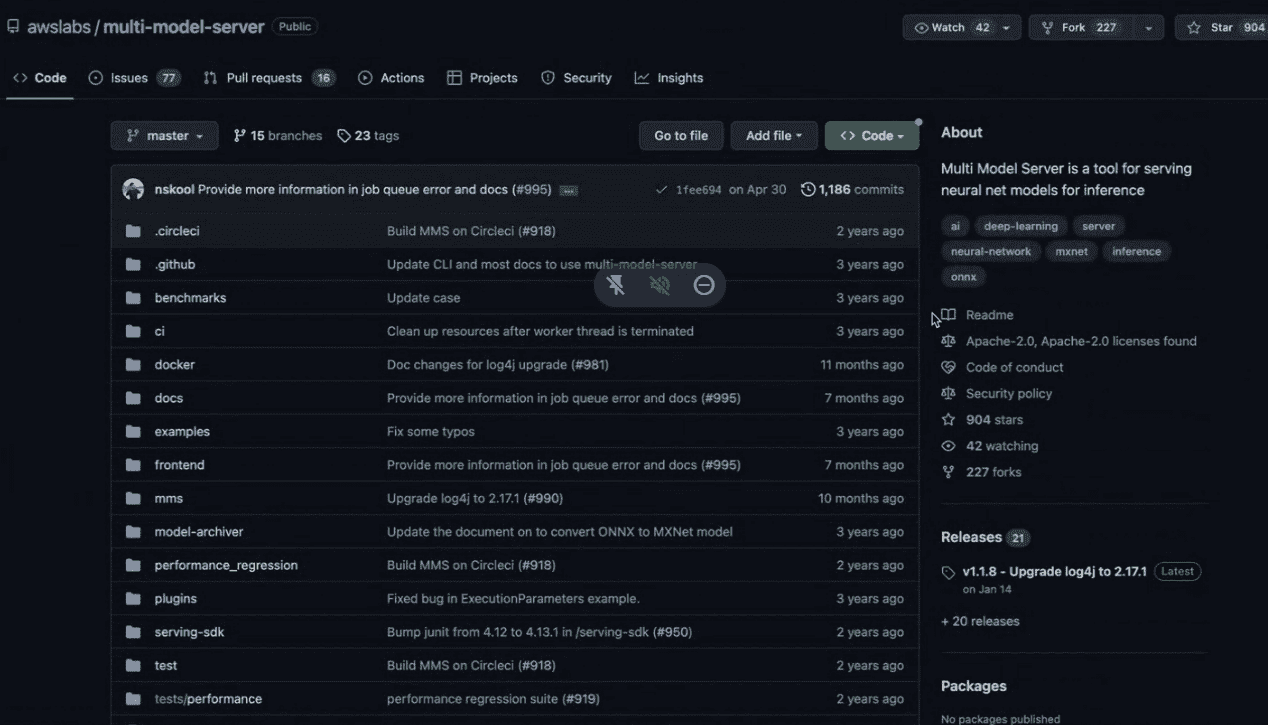 awslabs / multi-model-server Public
Watch 42 Fork 227 Star 904
Code Issues 77 Pull requests 16 Actions Projects Security Insights
master 15 branches 23 tags Go to file Add file Code
nskool Provide more information in job queue error and docs (#995) ... 1fee694 on Apr 30 1,186 commits
.circleci Build MMS on Circleci (#918) 2 years ago
.github Update CLI and most docs to use multi-model-server 3 years ago
benchmarks Update case 3 years ago
ci Clean up resources after worker thread is terminated 3 years ago
docker Doc changes for log4j upgrade (#981) 11 months ago
docs Provide more information in job queue error and docs (#995) 7 months ago
examples Fix some typos 3 years ago
frontend Provide more information in job queue error and docs (#995) 7 months ago
mms Upgrade log4j to 2.17.1 (#990) 10 months ago
model-archiver Update the document on to convert ONNX to MXNet model 3 years ago
performance_regression Build MMS on Circleci (#918) 2 years ago
plugins Fixed bug in ExecutionParameters example. 3 years ago
serving-sdk Bump junit from 4.12 to 4.13.1 in /serving-sdk (#950) 2 years ago
test Build MMS on Circleci (#918) 2 years ago
tests/performance performance regression suite (#919) 2 years ago
About
Multi Model Server is a tool for serving
neural net models for inference
ai deep-learning server
neural-network mxnet inference
onnx
Readme
Apache-2.0, Apache-2.0 licenses found
Code of conduct
Security policy
904 stars
42 watching
227 forks
Releases 21
v1.1.8 - Upgrade log4j to 2.17.1 Latest
on Jan 14
+ 20 releases
Packages
No packages published